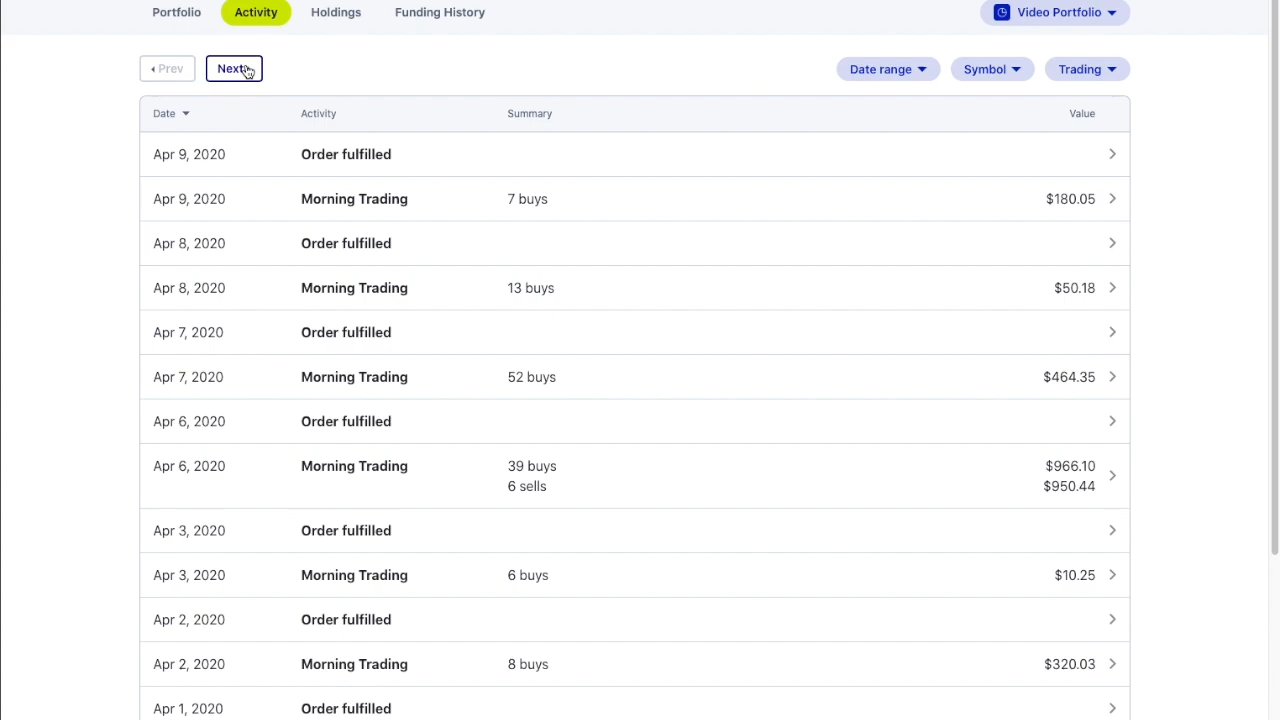 Portfolio Activity Holdings Funding History Video Portfolio
Prev Next Date range Symbol Trading
Date Activity Summary Value
Apr 9, 2020 Order fulfilled
Apr 9, 2020 Morning Trading 7 buys $180.05
Apr 8, 2020 Order fulfilled
Apr 8, 2020 Morning Trading 13 buys $50.18
Apr 7, 2020 Order fulfilled
Apr 7, 2020 Morning Trading 52 buys $464.35
Apr 6, 2020 Order fulfilled
Apr 6, 2020 Morning Trading 39 buys $966.10
6 sells $950.44
Apr 3, 2020 Order fulfilled
Apr 3, 2020 Morning Trading 6 buys $10.25
Apr 2, 2020 Order fulfilled
Apr 2, 2020 Morning Trading 8 buys $320.03
Apr 1, 2020 Order fulfilled